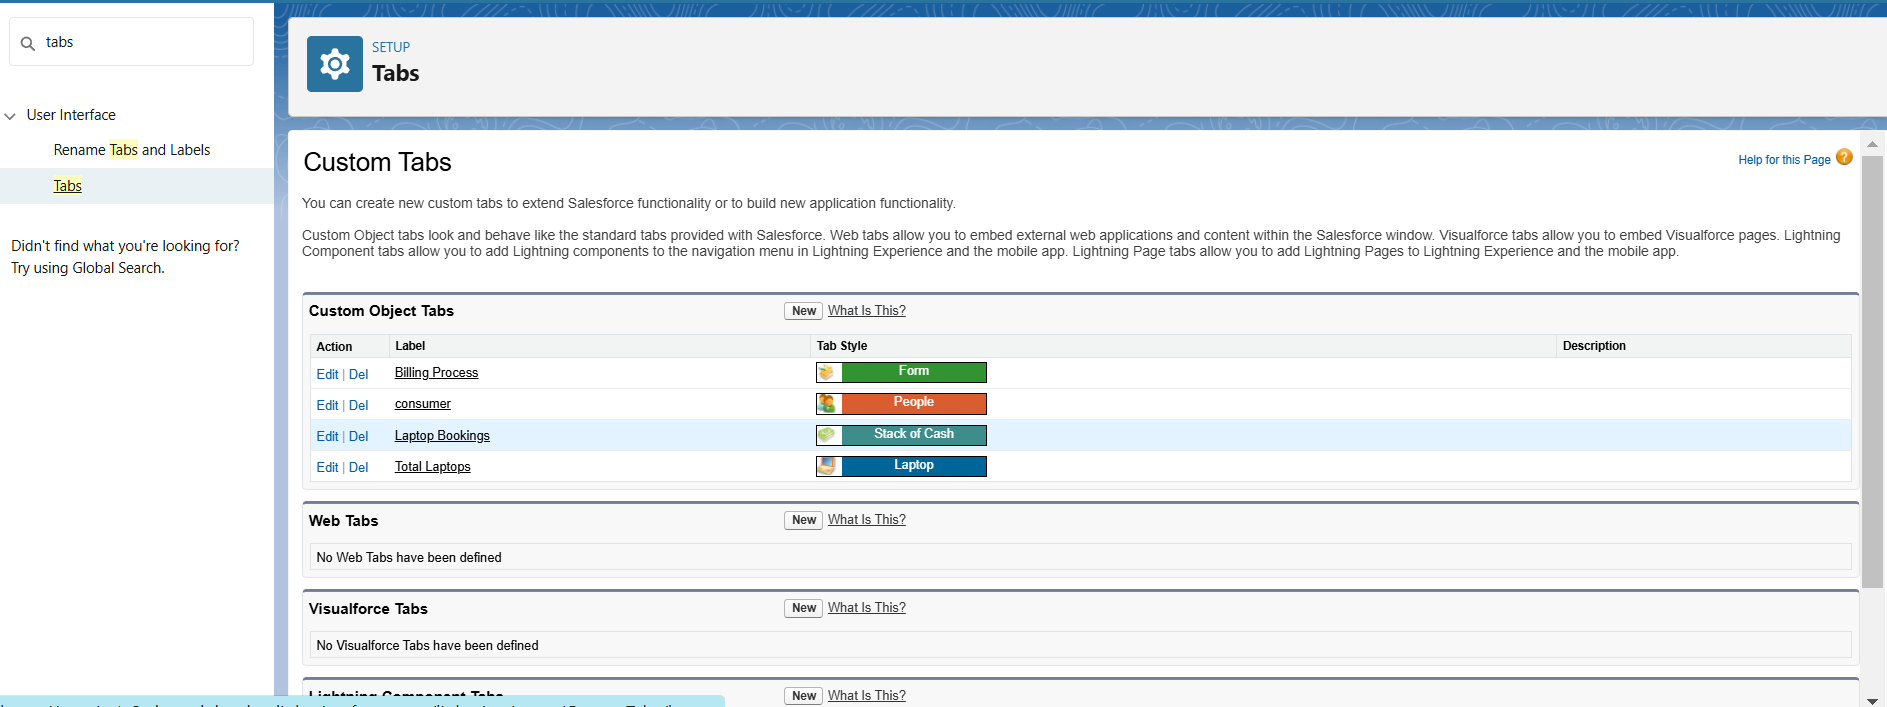 tabs
User Interface
Rename Tabs and Labels
Tabs
Didn't find what you're looking for?
Try using Global Search.
SETUP
Tabs
Custom Tabs
Help for this Page ?
You can create new custom tabs to extend Salesforce functionality or to build new application functionality.
Custom Object tabs look and behave like the standard tabs provided with Salesforce. Web tabs allow you to embed external web applications and content within the Salesforce window. Visualforce tabs allow you to embed Visualforce pages. Lightning
Component tabs allow you to add Lightning components to the navigation menu in Lightning Experience and the mobile app. Lightning Page tabs allow you to add Lightning Pages to Lightning Experience and the mobile app.
Custom Object Tabs New What Is This?
Action Label Tab Style Description
Edit | Del Billing Process Form
Edit | Del consumer People
Edit | Del Laptop Bookings Stack of Cash
Edit | Del Total Laptops Laptop
Web Tabs New What Is This?
No Web Tabs have been defined
Visualforce Tabs New What Is This?
No Visualforce Tabs have been defined
Lightning Component Tabs New What Is This?